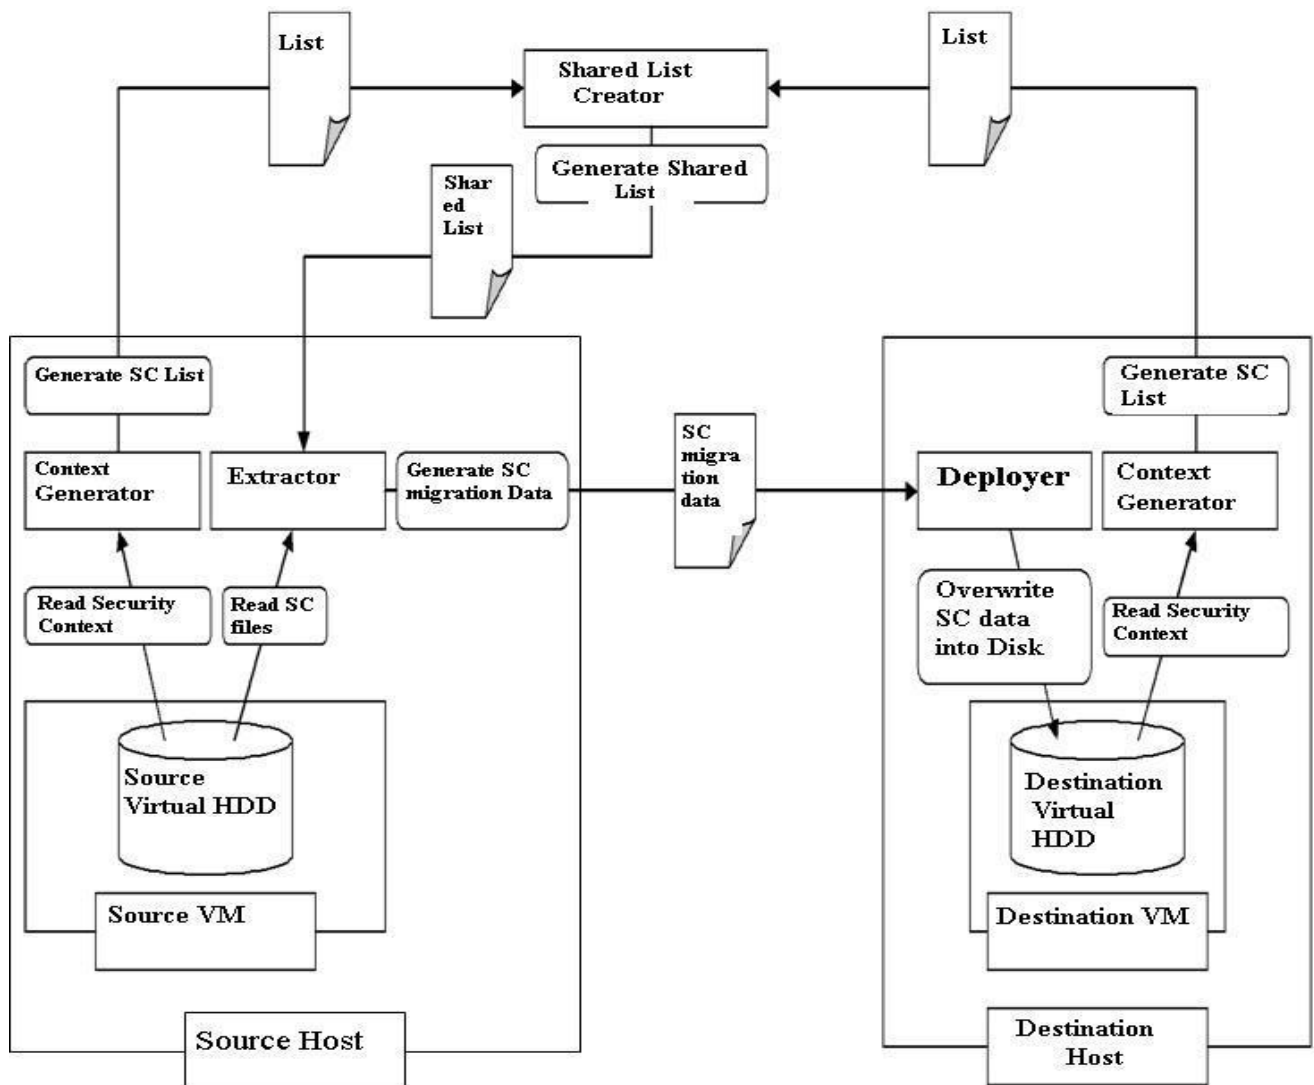 List
List
Shared List
Creator
Generate Shared
List
Shar
ed
List
Generate SC List
Generate SC
List
Context
Generator
Extractor
Generate SC
migration Data
SC
migra
tion
data
Deployer
Context
Generator
Read Security
Context
Read SC
files
Overwrite
SC data
into Disk
Read Security
Context
Source
Virtual HDD
Destination
Virtual
HDD
Source VM
Destination VM
Source Host
Destination
Host